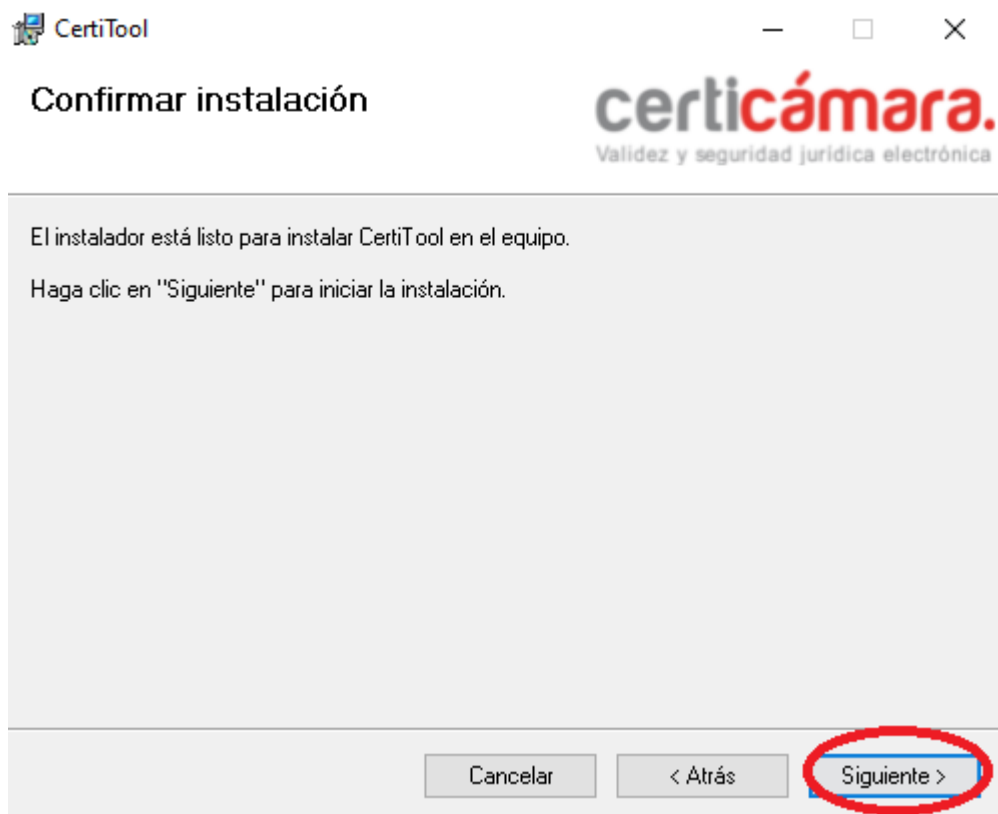 CertiTool
Confirmar instalación
certicámara.
Validez y seguridad jurídica electrónica
El instalador está listo para instalar CertiTool en el equipo.
Haga clic en "Siguiente" para iniciar la instalación.
Cancelar
< Atrás
Siguiente >